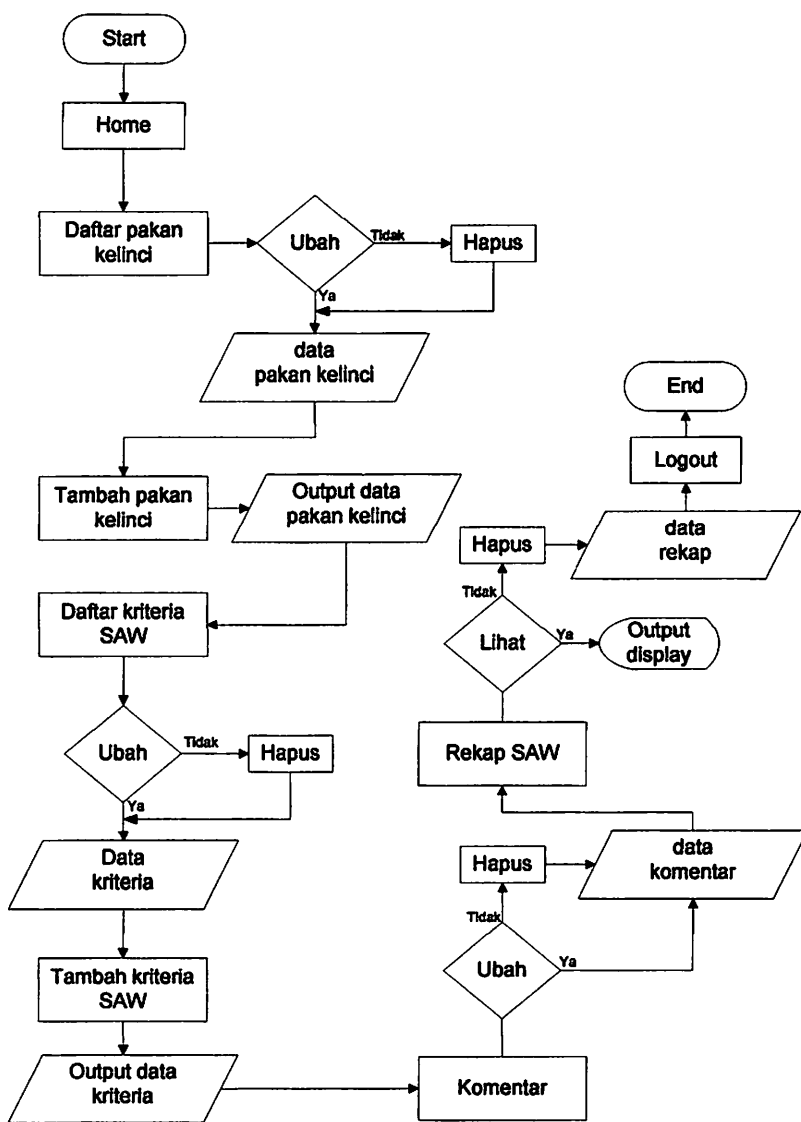 Start
Home
Daftar pakan
kelinci
Ubah
Tidak
Hapus
Ya
data
pakan kelinci
Tambah pakan
kelinci
Output data
pakan kelinci
Daftar kriteria
SAW
Ubah
Tidak
Hapus
Ya
Data
kriteria
Tambah kriteria
SAW
Output data
kriteria
Komentar
Ubah
Ya
Tidak
Hapus
data
komentar
Rekap SAW
Lihat
Ya
Output
display
Tidak
Hapus
data
rekap
Logout
End